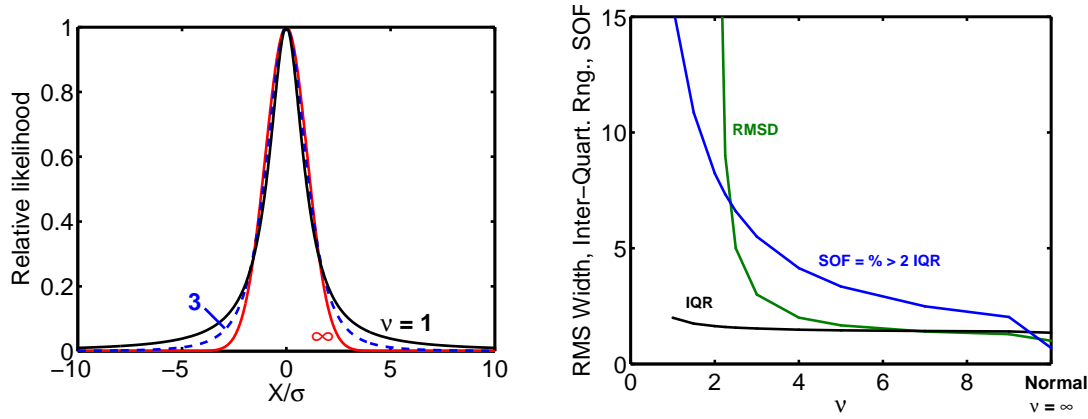 Relative likelihood
1
0.8
0.6
0.4
0.2
0
−10
−5
0
5
10
X/σ
3
∞
ν = 1
RMS Width, Inter−Quart. Rng., SOF
15
10
5
0
0
2
4
6
8
Normal
ν = ∞
ν
RMSD
SOF = % > 2 IQR
IQR